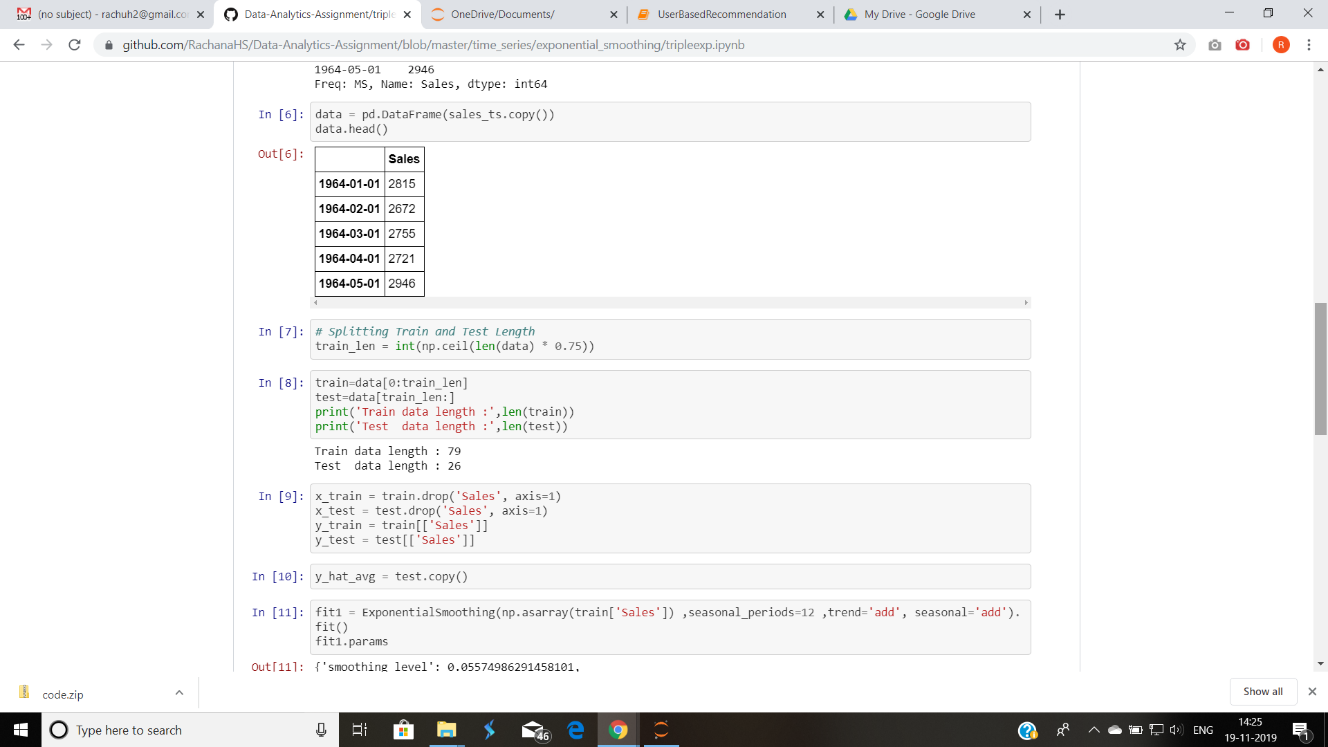 (no subject) - rachuh2@gmail.co
Data-Analytics-Assignment/triple
OneDrive/Documents/
UserBasedRecommendation
My Drive - Google Drive
github.com/RachanaHS/Data-Analytics-Assignment/blob/master/time_series/exponential_smoothing/tripleexp.ipynb
R
1964-05-01    2946
Freq: MS, Name: Sales, dtype: int64
In [6]: data = pd.DataFrame(sales_ts.copy())
data.head()
Out[6]:
Sales
1964-01-01 2815
1964-02-01 2672
1964-03-01 2755
1964-04-01 2721
1964-05-01 2946
In [7]: # Splitting Train and Test Length
train_len = int(np.ceil(len(data) * 0.75))
In [8]: train=data[0:train_len]
test=data[train_len:]
print('Train data length :',len(train))
print('Test  data length :',len(test))
Train data length : 79
Test  data length : 26
In [9]: x_train = train.drop('Sales', axis=1)
x_test = test.drop('Sales', axis=1)
y_train = train[['Sales']]
y_test = test[['Sales']]
In [10]: y_hat_avg = test.copy()
In [11]: fit1 = ExponentialSmoothing(np.asarray(train['Sales']) ,seasonal_periods=12 ,trend='add', seasonal='add').
fit()
fit1.params
Out[11]: {'smoothing_level': 0.05574986291458101,
code.zip
Show all
Type here to search
46
ENG
14:25
19-11-2019
1